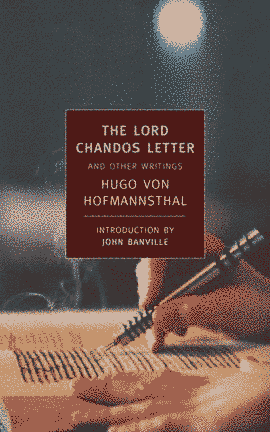 THE LORD
CHANDOS LETTER
AND OTHER WRITINGS
HUGO VON
HOFMANNSTHAL
INTRODUCTION BY
JOHN BANVILLE